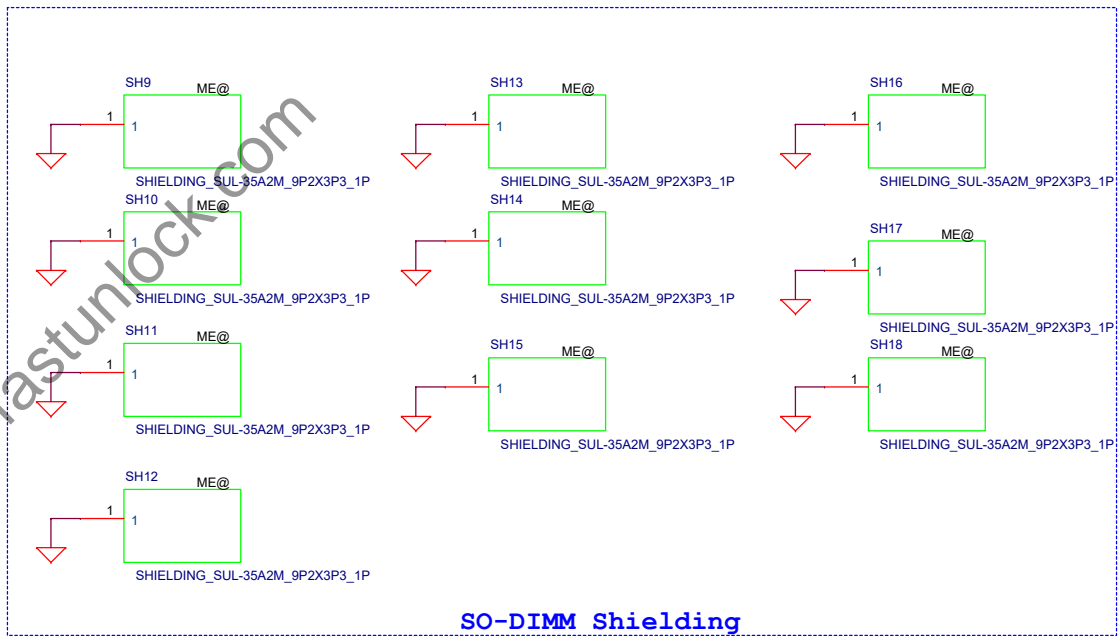 SH9
ME@
1
1
SHIELDING_SUL-35A2M_9P2X3P3_1P
SH10
ME@
1
1
SHIELDING_SUL-35A2M_9P2X3P3_1P
SH11
ME@
1
1
SHIELDING_SUL-35A2M_9P2X3P3_1P
SH12
ME@
1
1
SHIELDING_SUL-35A2M_9P2X3P3_1P
SH13
ME@
1
1
SHIELDING_SUL-35A2M_9P2X3P3_1P
SH14
ME@
1
1
SHIELDING_SUL-35A2M_9P2X3P3_1P
SH15
ME@
1
1
SHIELDING_SUL-35A2M_9P2X3P3_1P
SH16
ME@
1
1
SHIELDING_SUL-35A2M_9P2X3P3_1P
SH17
ME@
1
1
SHIELDING_SUL-35A2M_9P2X3P3_1P
SH18
ME@
1
1
SHIELDING_SUL-35A2M_9P2X3P3_1P
SO-DIMM Shielding